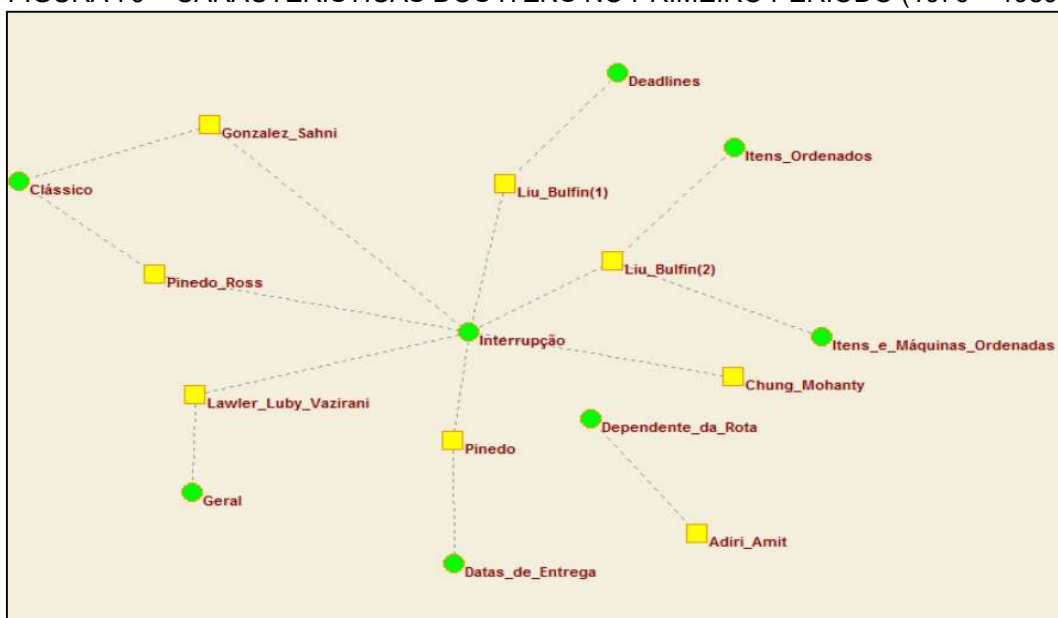 Deadlines
Gonzalez_Sahni
Itens_Ordenados
Clássico
Liu_Bulfin(1)
Liu_Bulfin(2)
Pinedo_Ross
Interrupção
Itens_e_Máquinas_Ordenadas
Chung_Mohanty
Lawler_Luby_Vazirani
Dependente_da_Rota
Pinedo
Geral
Adiri_Amit
Datas_de_Entrega